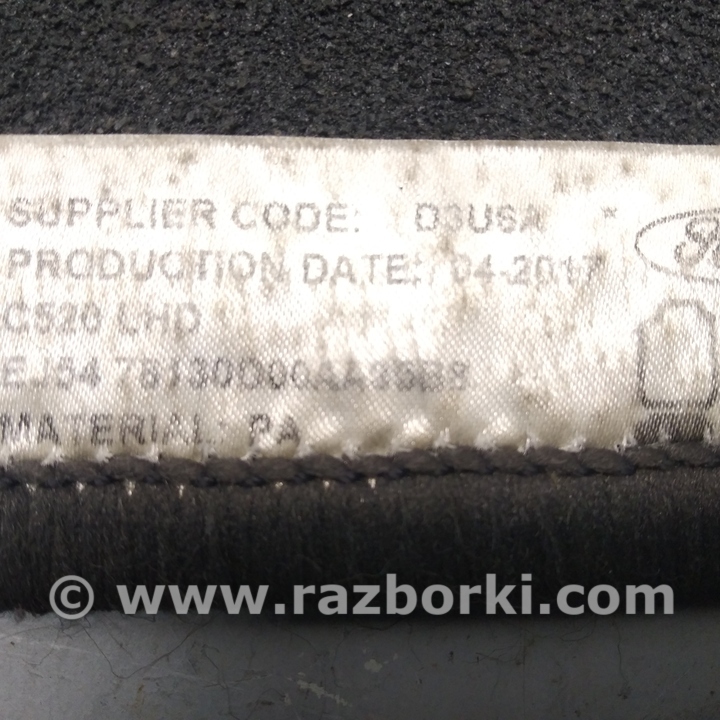 SUPPLIER CODE: D3USA
PRODUCTION DATE: 04-2017
C520 LHD
MATERIAL: PA
© www.razborki.com